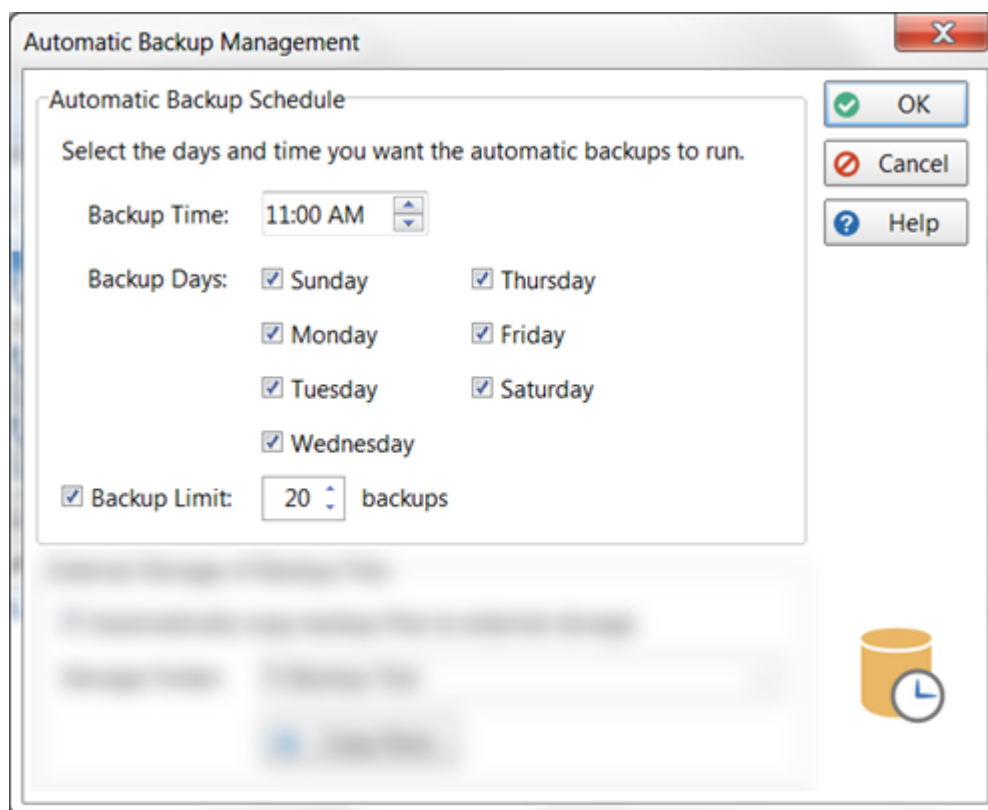 Automatic Backup Management
Automatic Backup Schedule
OK
Select the days and time you want the automatic backups to run.
Cancel
Backup Time: 11:00 AM
Help
Backup Days: Sunday Thursday
Monday Friday
Tuesday Saturday
Wednesday
Backup Limit: 20 backups